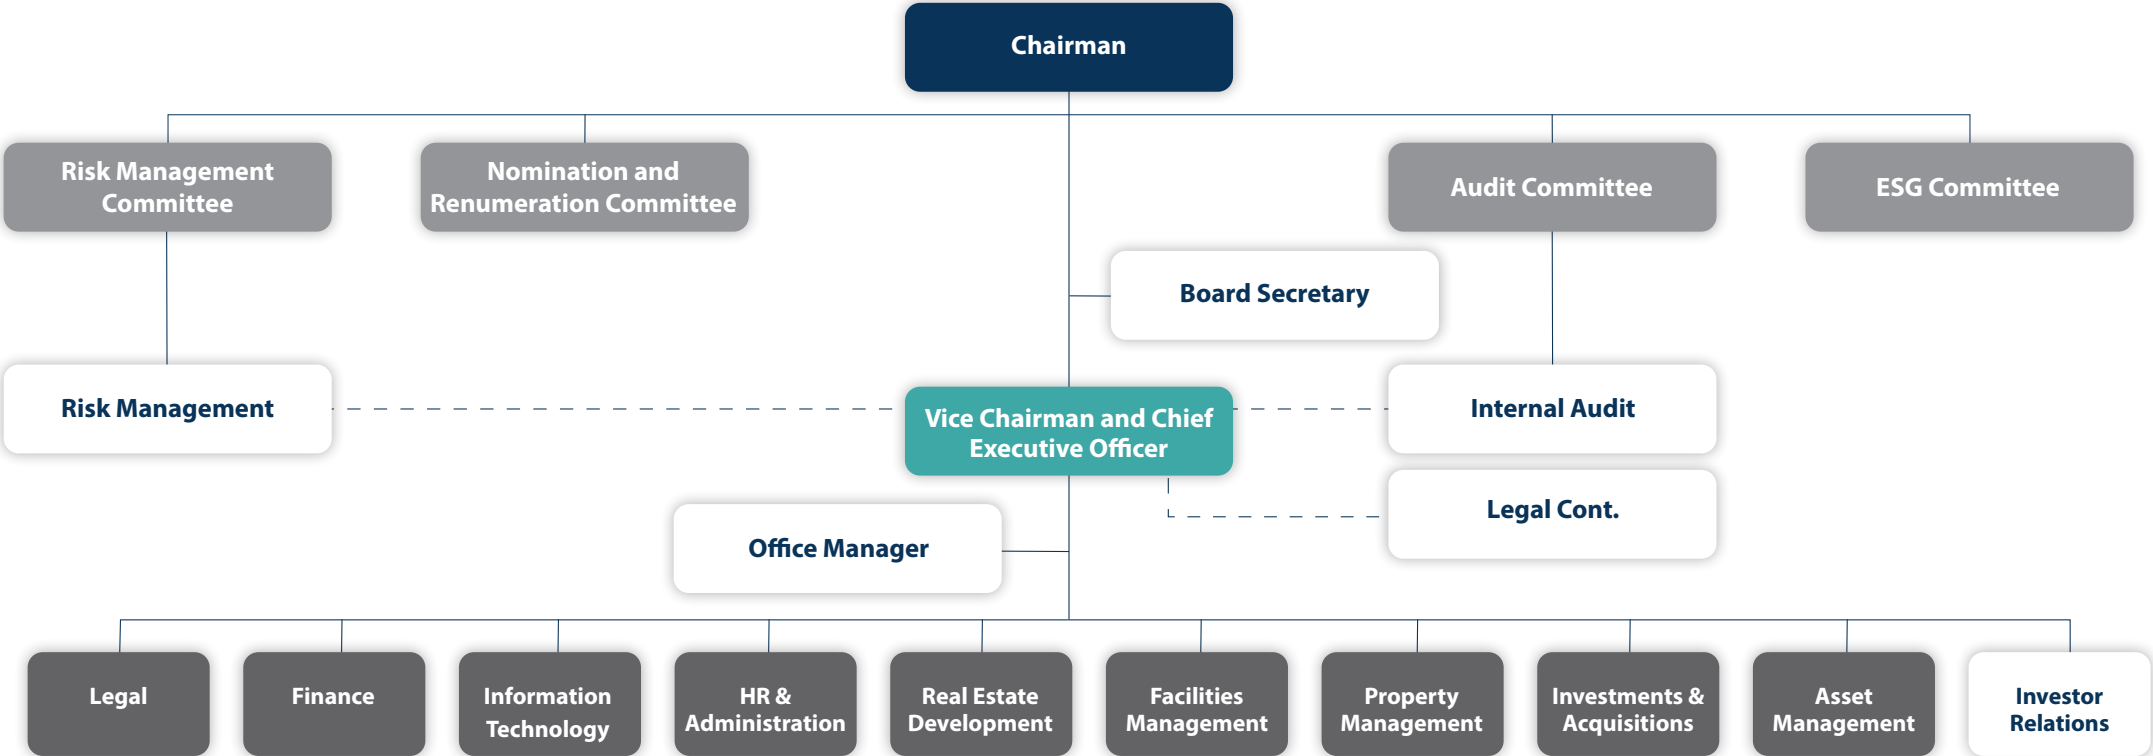 Chairman
Risk Management
Committee
Nomination and
Renumeration Committee
Audit Committee
ESG Committee
Board Secretary
Risk Management
Vice Chairman and Chief
Executive Officer
Internal Audit
Legal Cont.
Office Manager
Legal
Finance
Information
Technology
HR &
Administration
Real Estate
Development
Facilities
Management
Property
Management
Investments &
Acquisitions
Asset
Management
Investor
Relations